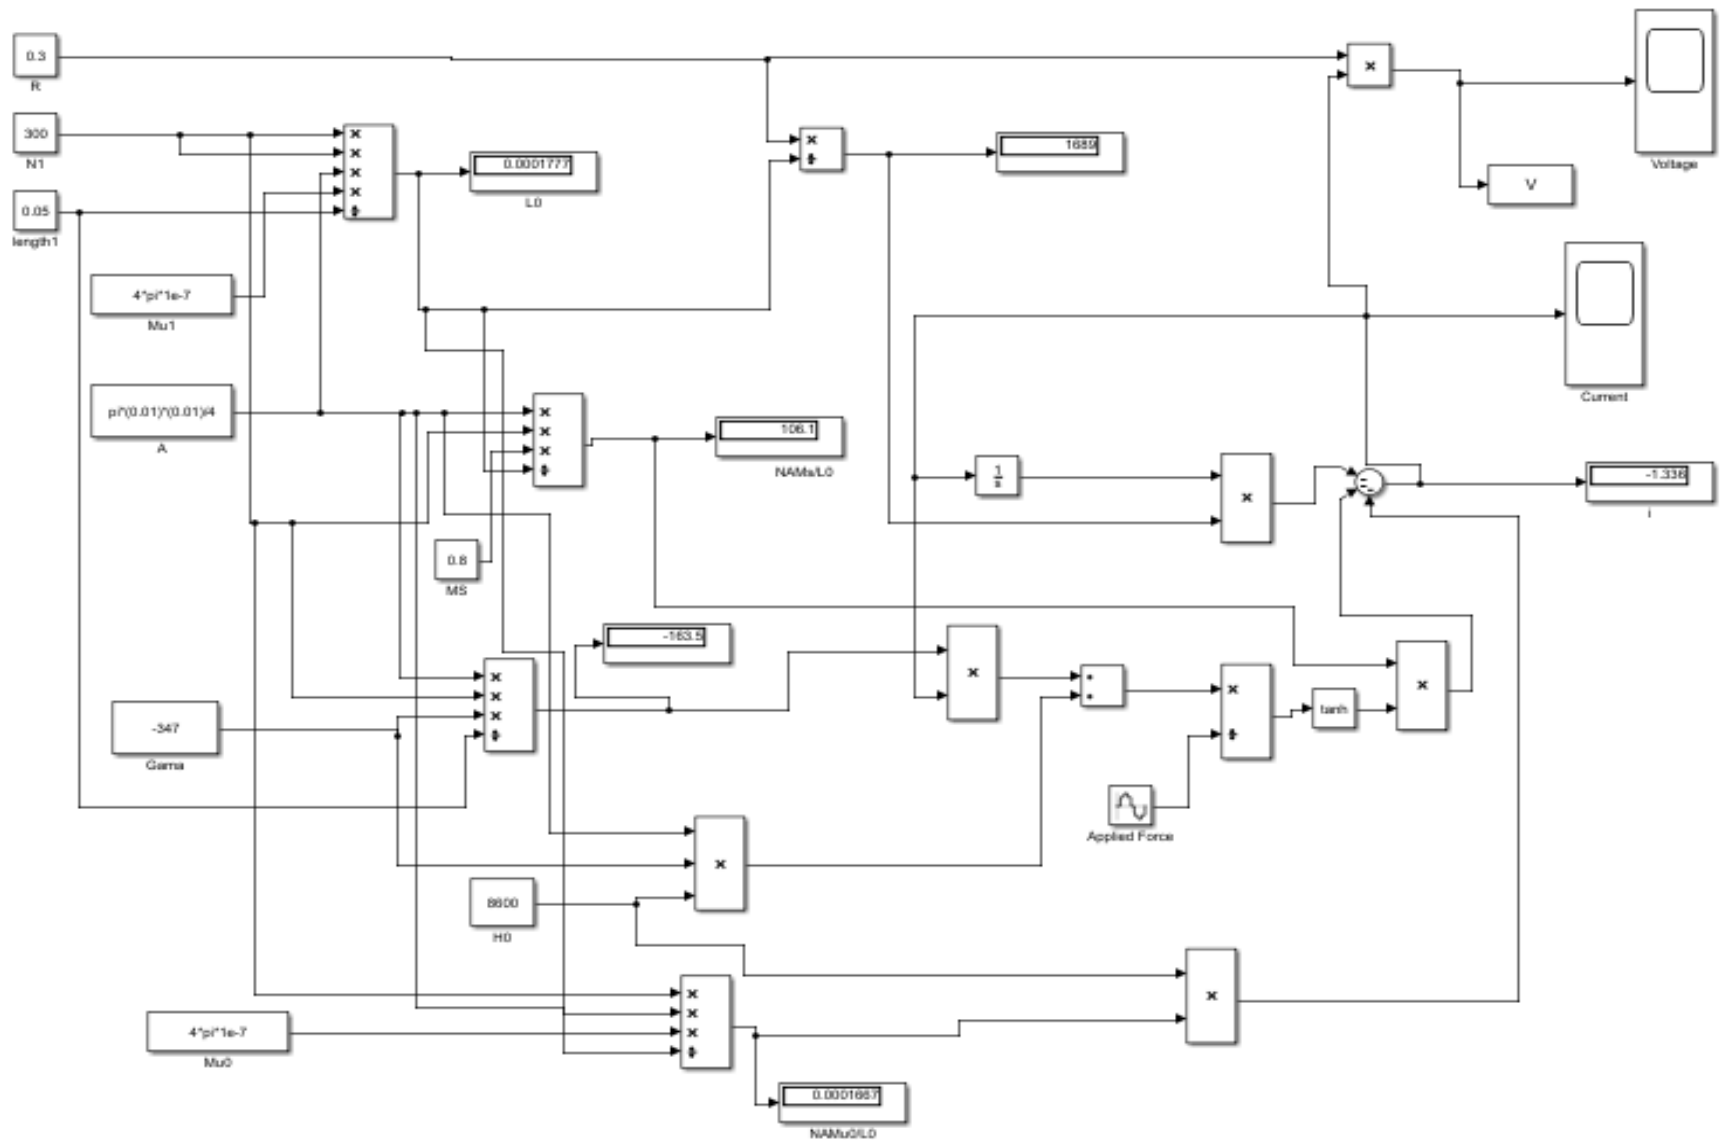 0.3
R
300
N1
0.05
length1
4*pi*1e-7
Mu1
pi*(0.01)*(0.01)/4
A
0.0001777
L0
1689
Voltage
V
Current
106.1
NAMs/L0
-1.336
i
1
s
0.8
MS
-163.5
-347
Gama
tanh
Applied Force
8600
H0
4*pi*1e-7
Mu0
0.0001667
NAMu0/L0